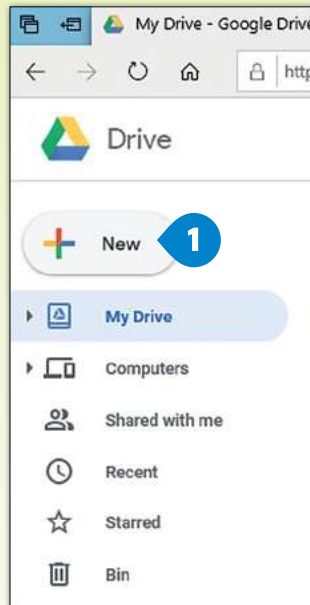 My Drive - Google Drive
http
Drive
New
1
My Drive
Computers
Shared with me
Recent
Starred
Bin